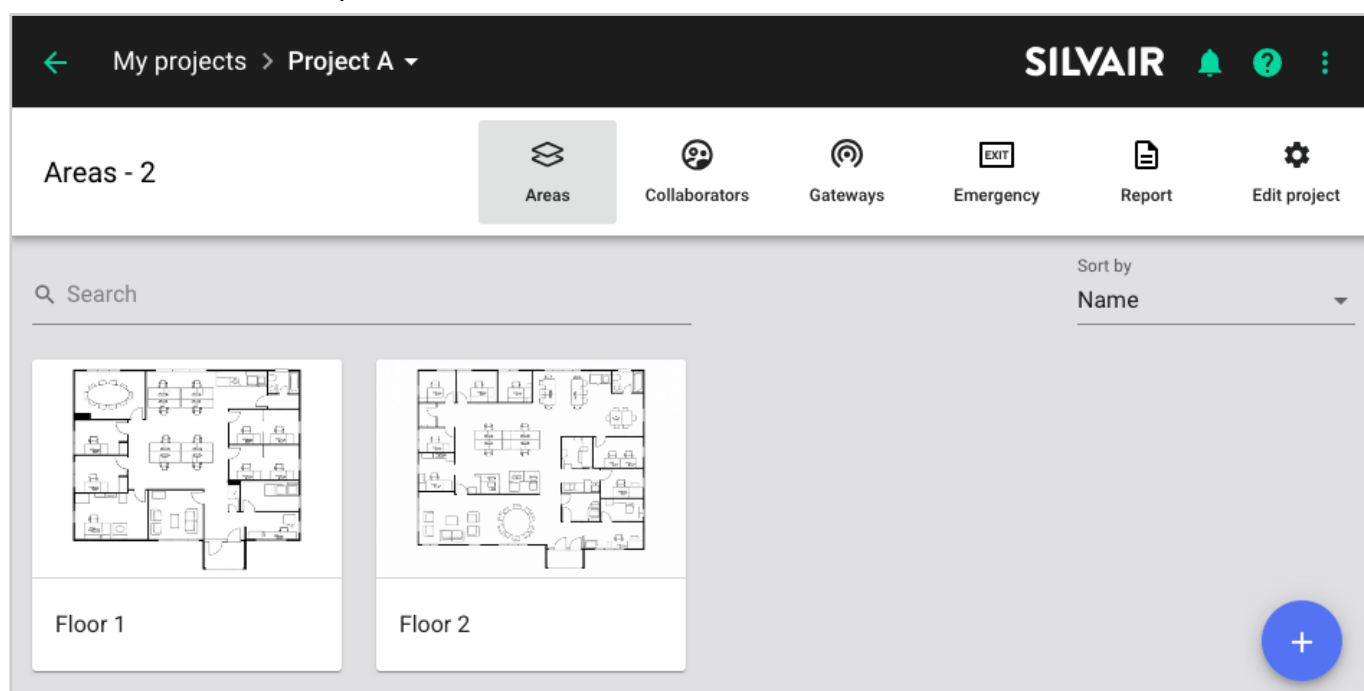 My projects > Project A
SILVAIR
?
Areas - 2
Areas
Collaborators
Gateways
EXIT
Emergency
Report
Edit project
Search
Sort by
Name
Floor 1
Floor 2
+